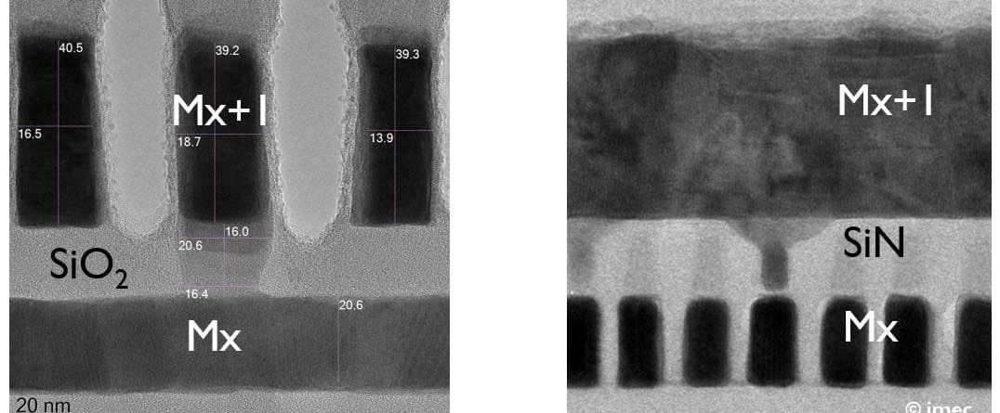 40.5
39.2
39.3
Mx+1
16.5
18.7
13.9
16.0
20.6
SiO2
16.4
20.6
Mx
20 nm
Mx+1
SiN
Mx
© imec